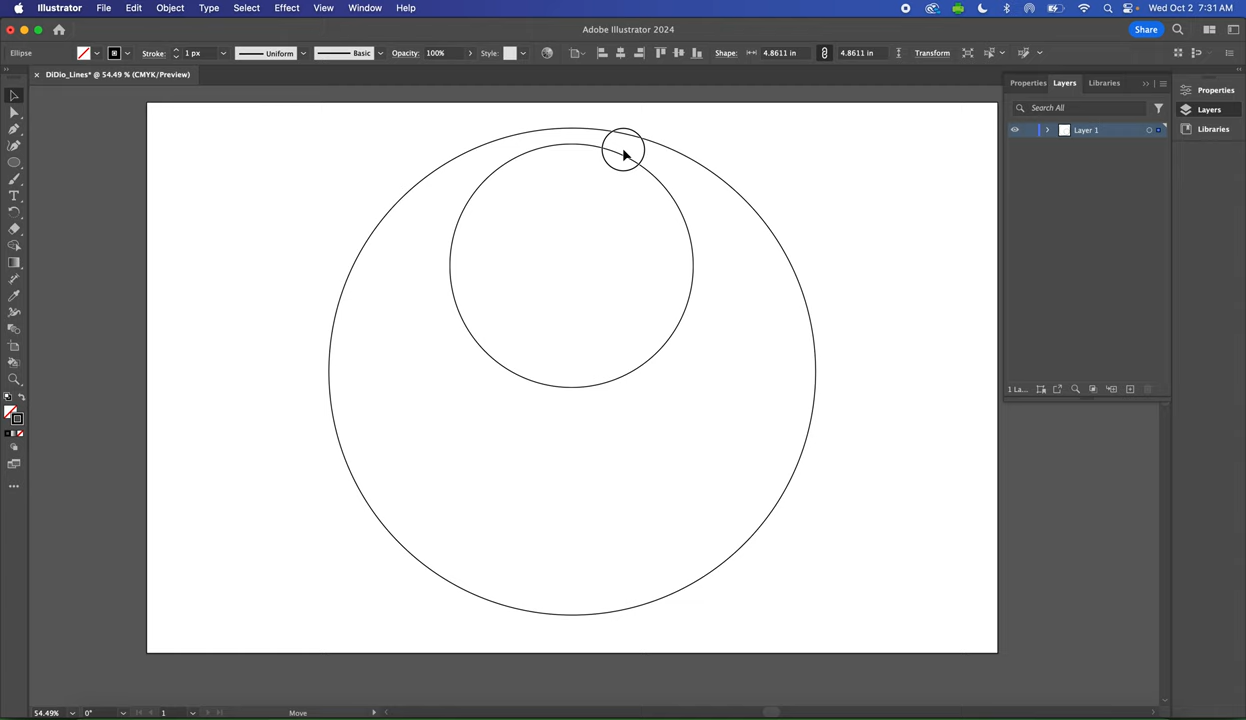 Illustrator File Edit Object Type Select Effect View Window Help Wed Oct 2 7:31 AM
Adobe Illustrator 2024 Share
Ellipse Stroke: 1 px Uniform Basic Opacity: 100% Style: Shape: 4.8611 in 4.8611 in Transform
× DiDio_Lines* @ 54.49 % (CMYK/Preview)
Properties Layers Libraries
Search All
Layer 1
1 La...
Properties
Layers
Libraries
54.49% 0° 1 Move